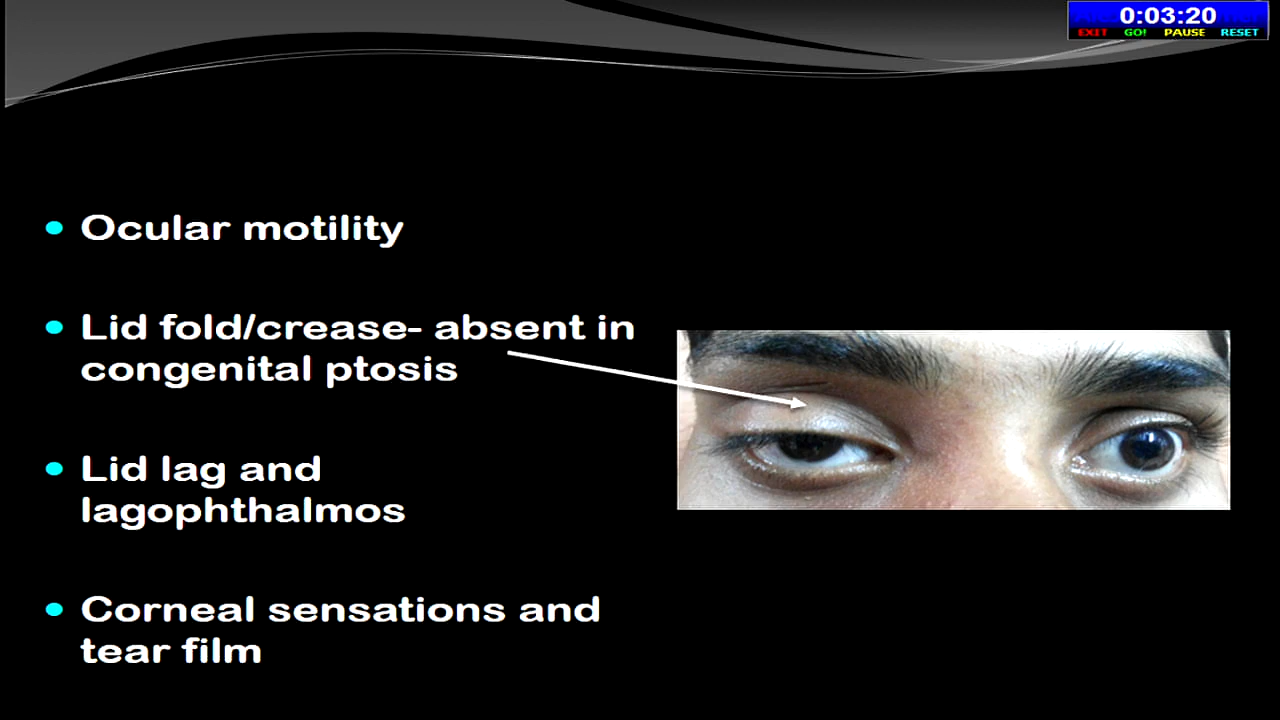 0:03:20
EXIT GO! PAUSE RESET
Ocular motility
Lid fold/crease- absent in
congenital ptosis
Lid lag and
lagophthalmos
Corneal sensations and
tear film